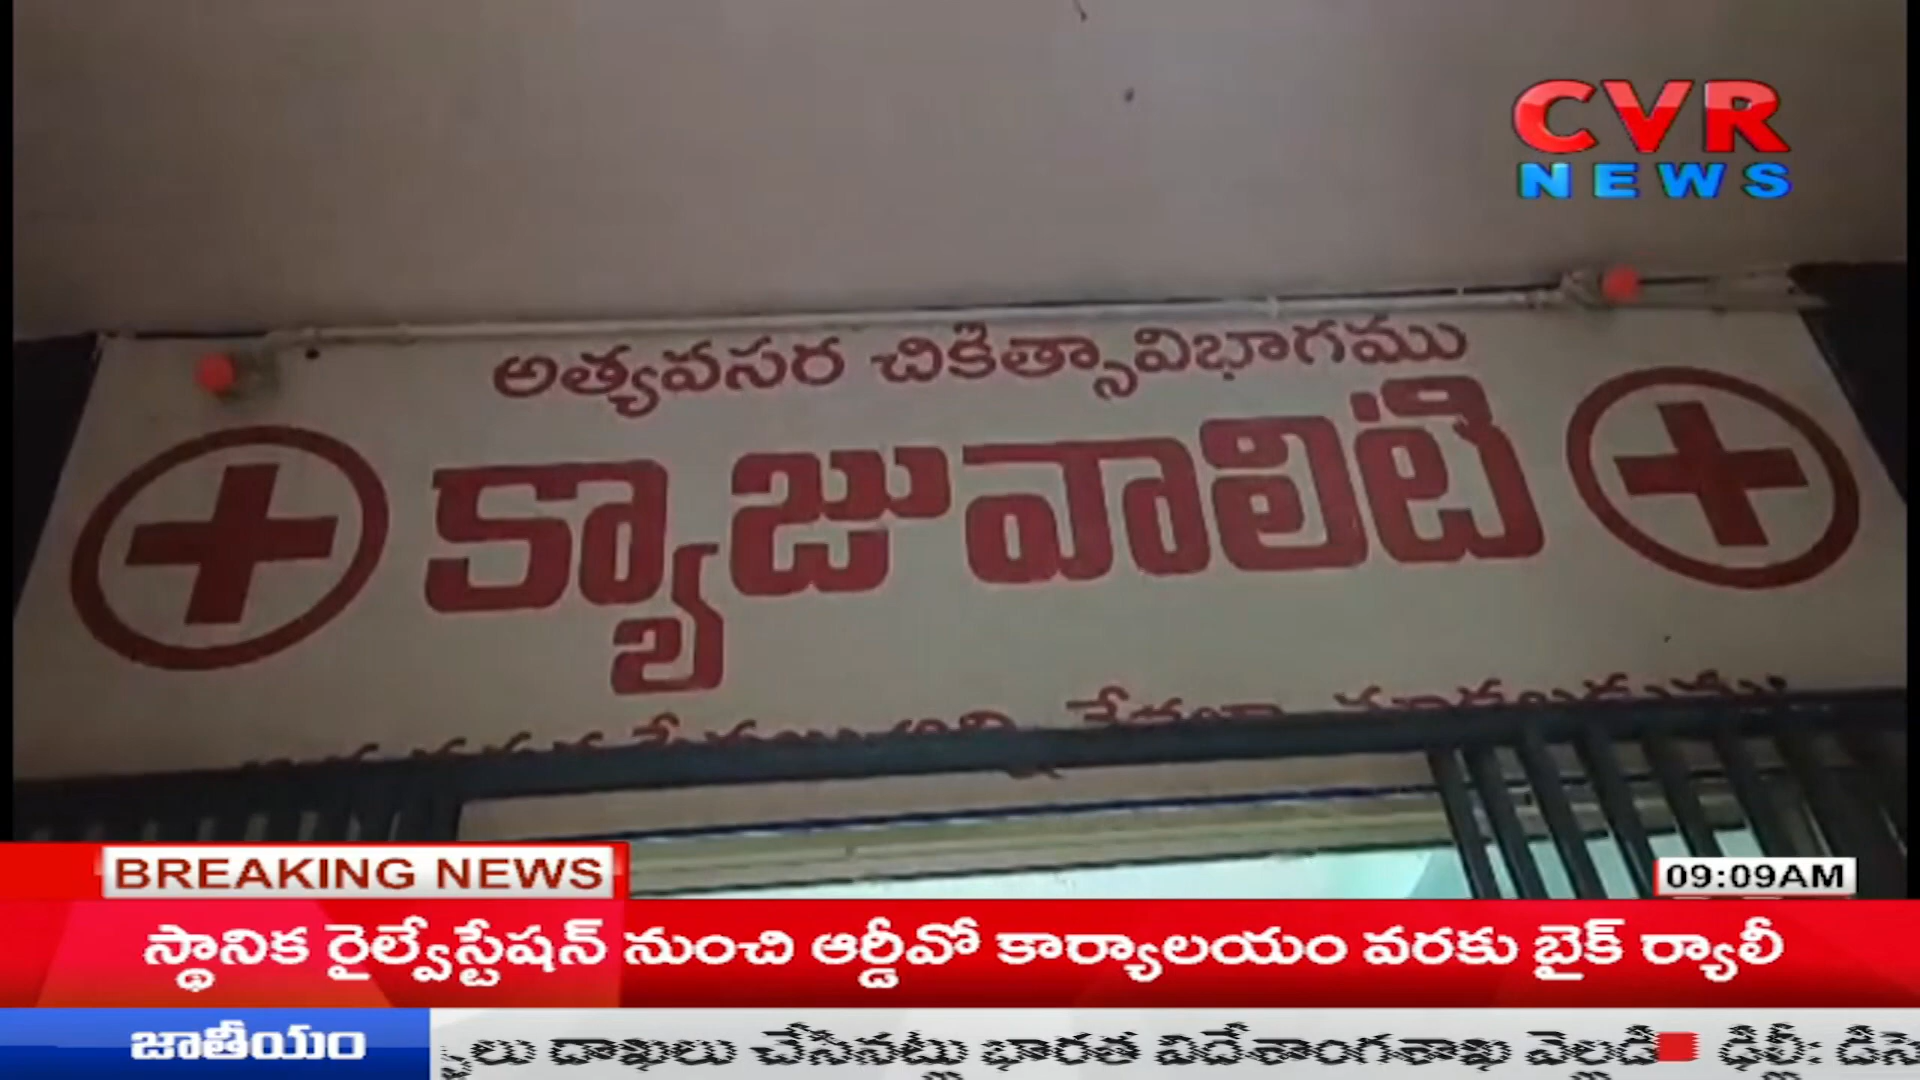 CVR
NEWS
అత్యవసర చికిత్సావిభాగము
క్యాజువాలిటి
BREAKING NEWS
09:09AM
స్థానిక రైల్వేస్టేషన్ నుంచి ఆర్డీవో కార్యాలయం వరకు బైక్ ర్యాలీ
జాతీయం
దాఖలు చేసినట్లు భారత విదేశాంగశాఖ వెల్లడి ఢిల్లీ: